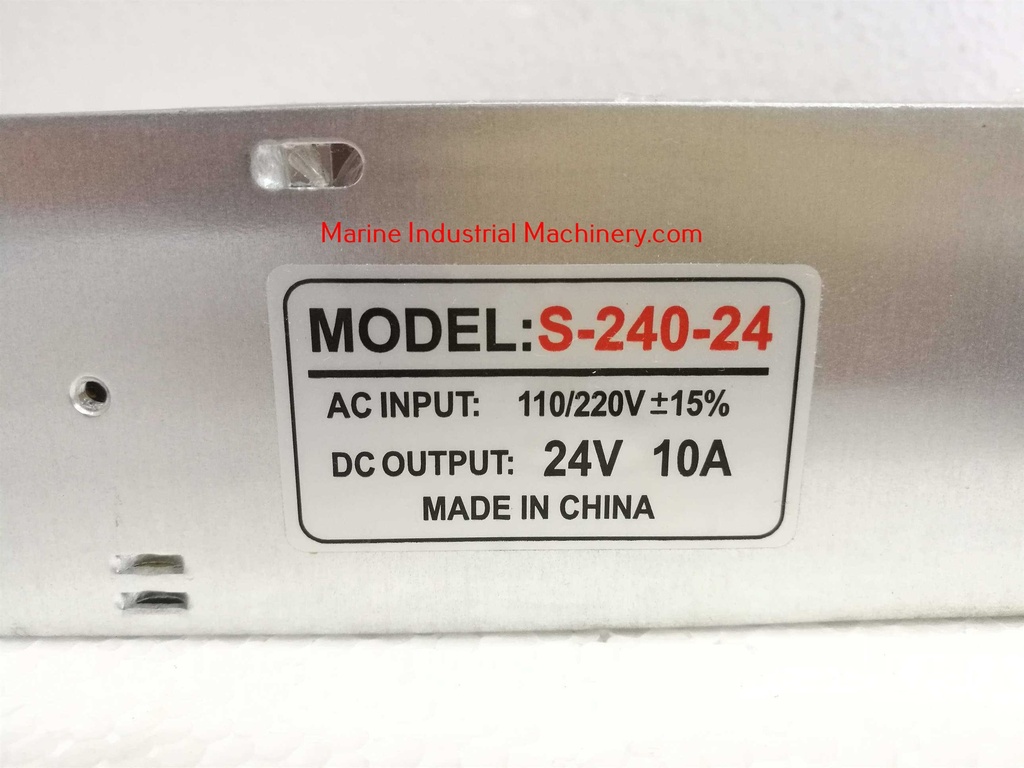 Marine Industrial Machinery.com
MODEL:S-240-24
AC INPUT: 110/220V ±15%
DC OUTPUT: 24V 10A
MADE IN CHINA